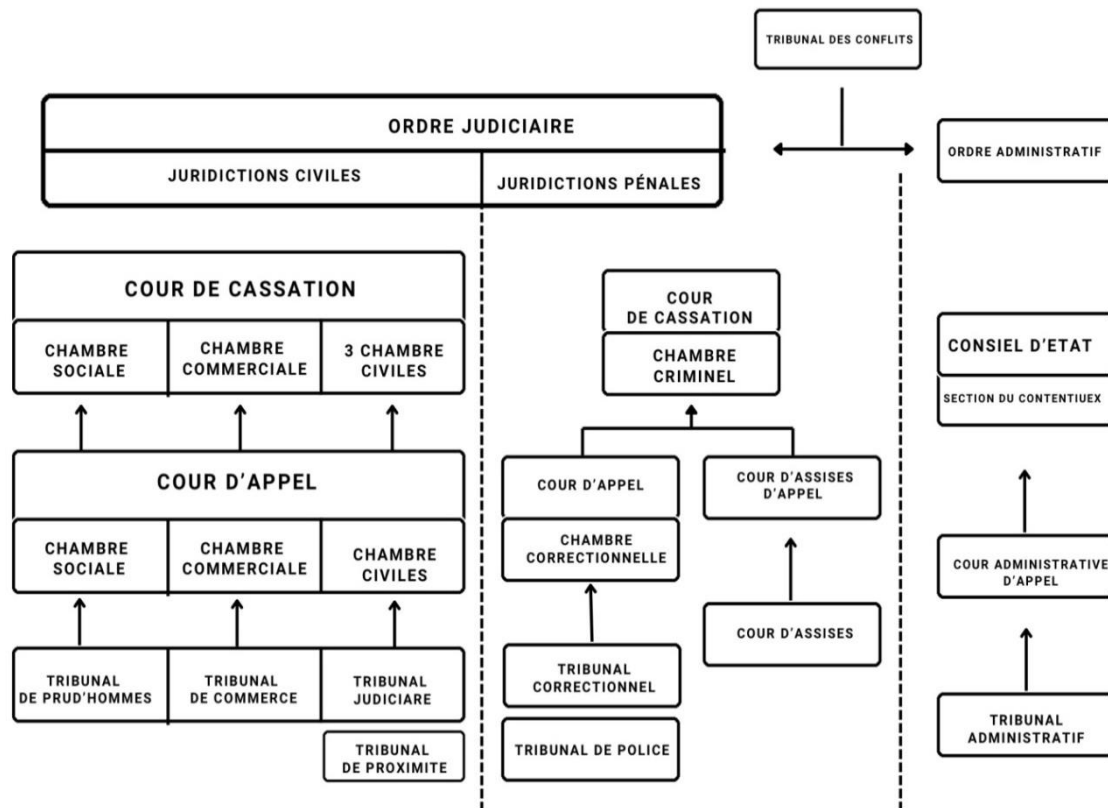 TRIBUNAL DES CONFLITS
ORDRE JUDICIAIRE
JURIDICTIONS CIVILES
JURIDICTIONS PÉNALES
ORDRE ADMINISTRATIF
COUR DE CASSATION
CHAMBRE
SOCIALE
CHAMBRE
COMMERCIALE
3 CHAMBRE
CIVILES
COUR D'APPEL
CHAMBRE
SOCIALE
CHAMBRE
COMMERCIALE
CHAMBRE
CIVILES
TRIBUNAL
DE PRUD'HOMMES
TRIBUNAL
DE COMMERCE
TRIBUNAL
JUDICIARE
TRIBUNAL
DE PROXIMITE
COUR
DE CASSATION
CHAMBRE
CRIMINEL
COUR D'APPEL
CHAMBRE
CORRECTIONNELLE
TRIBUNAL
CORRECTIONNEL
TRIBUNAL DE POLICE
COUR D'ASSISES
D'APPEL
COUR D'ASSISES
CONSIEL D'ETAT
SECTION DU CONTENTIUEX
COUR ADMINISTRATIVE
D'APPEL
TRIBUNAL
ADMINISTRATIF